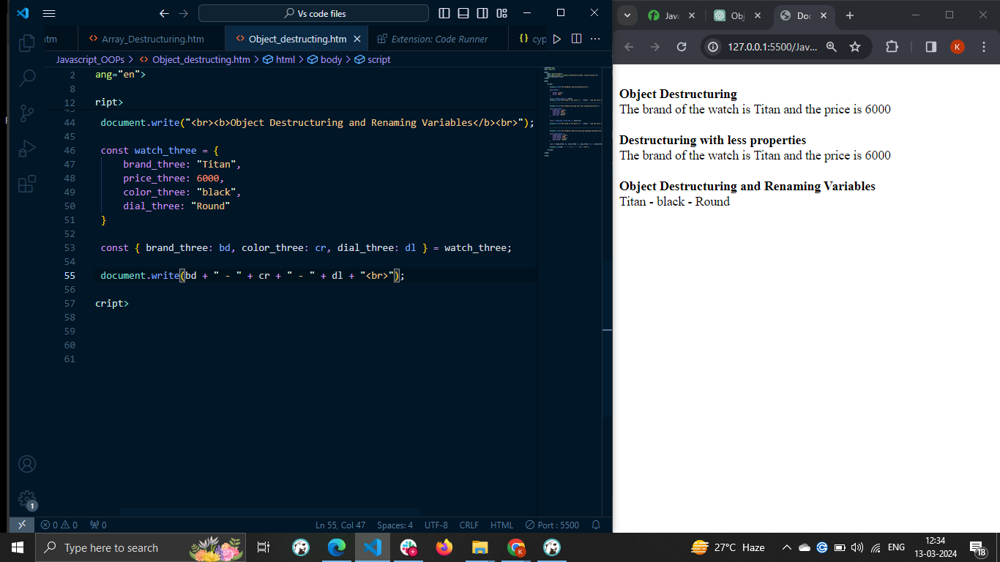 Vs code files
tm
Array_Destructuring.htm
Object_destructing.htm
Extension: Code Runner
{} cyp
Javascript_OOPs > Object_destructing.htm > html > body > script
2 ang="en">
8
12 ript>
44 document.write("<br><b>Object Destructuring and Renaming Variables</b><br>");
45
46 const watch_three = {
47 brand_three: "Titan",
48 price_three: 6000,
49 color_three: "black",
50 dial_three: "Round"
51 }
52
53 const { brand_three: bd, color_three: cr, dial_three: dl } = watch_three;
54
55 document.write(bd + " - " + cr + " - " + dl + "<br>");
56
57 cript>
58
59
60
61
1
0 0 0 Ln 55, Col 47 Spaces: 4 UTF-8 CRLF HTML Port : 5500
Java
Obj
Doc
127.0.0.1:5500/Jav...
K
Object Destructuring
The brand of the watch is Titan and the price is 6000
Destructuring with less properties
The brand of the watch is Titan and the price is 6000
Object Destructuring and Renaming Variables
Titan - black - Round
Type here to search
27°C Haze
ENG
12:34
13-03-2024
18